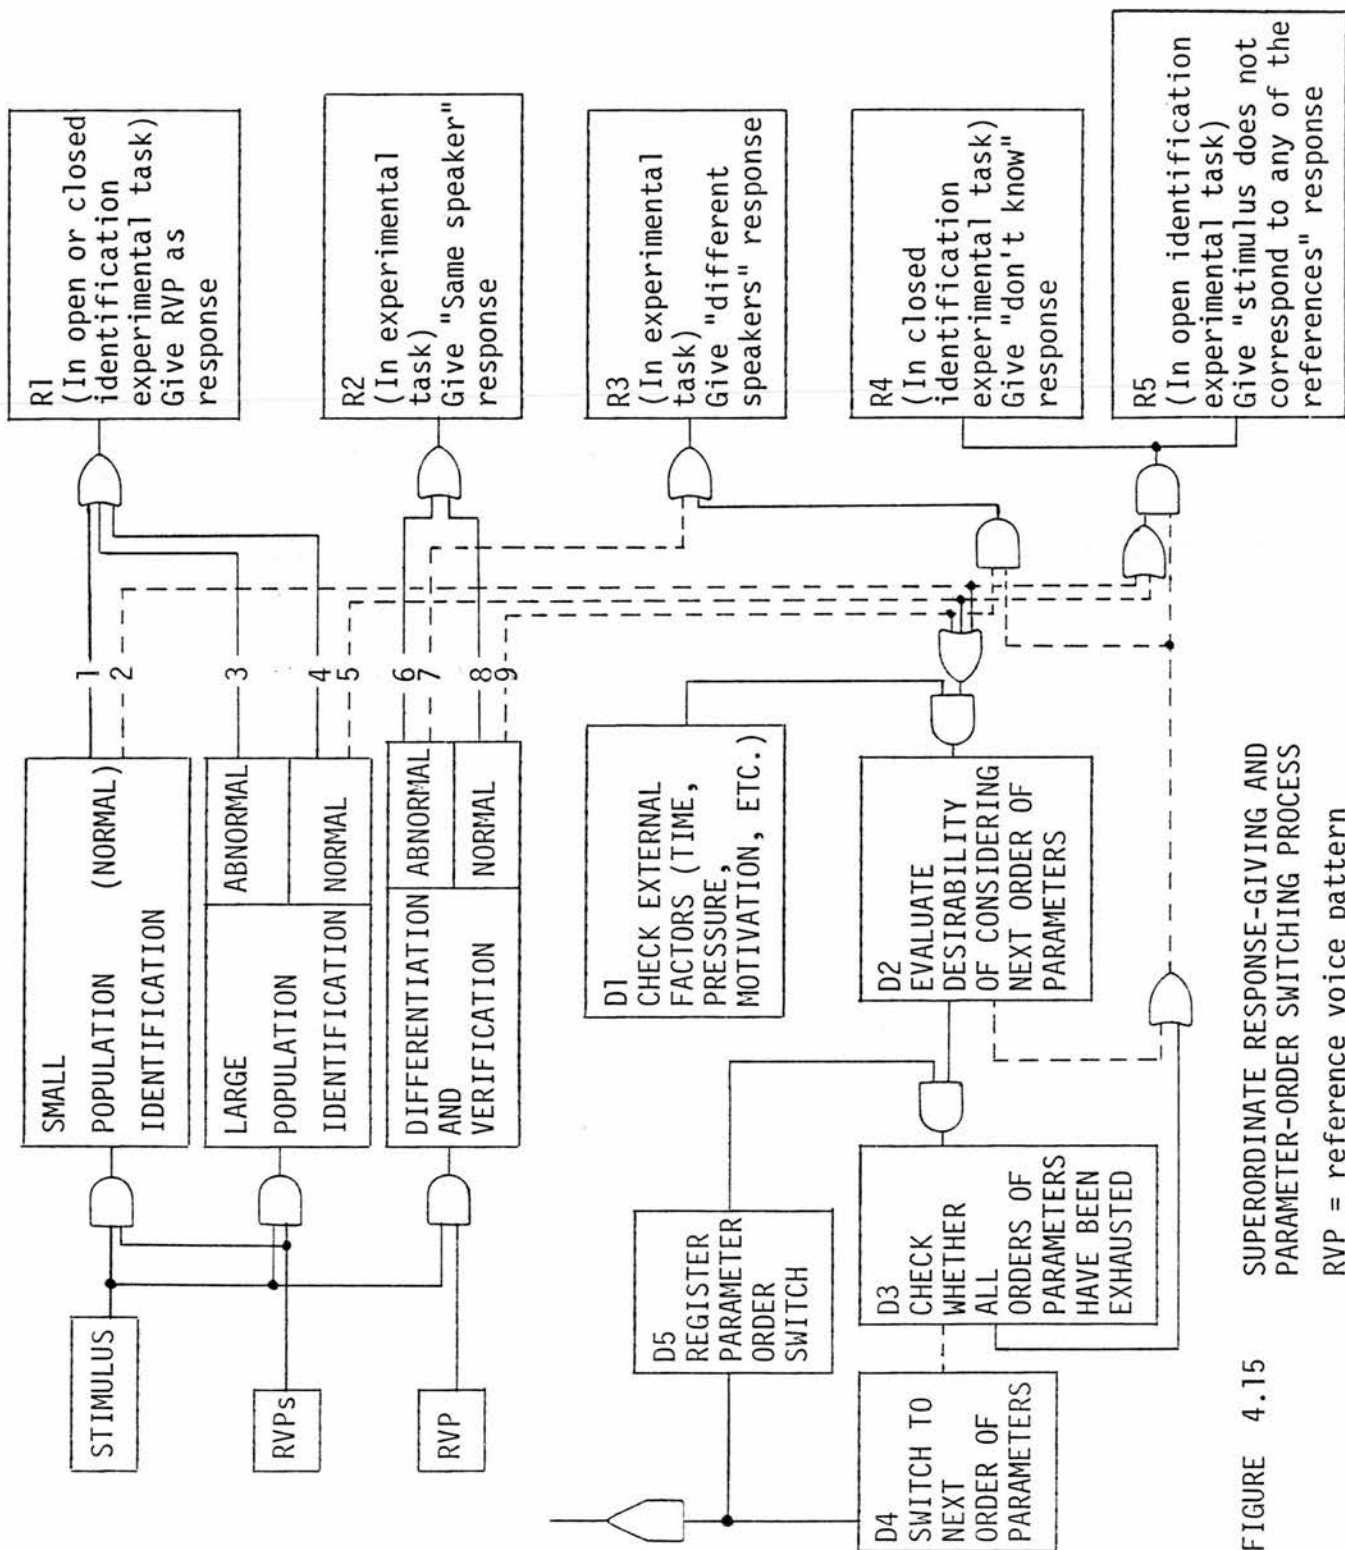 STIMULUS
RVPs
RVP
SMALL
POPULATION (NORMAL)
IDENTIFICATION
LARGE
POPULATION
IDENTIFICATION
ABNORMAL
NORMAL
DIFFERENTIATION
AND
VERIFICATION
ABNORMAL
NORMAL
1
2
3
4
5
6
7
8
9
R1
(In open or closed
identification
experimental task)
Give RVP as
response
R2
(In experimental
task)
Give "Same speaker"
response
R3
(In experimental
task)
Give "different
speakers" response
R4
(In closed
identification
experimental task)
Give "don't know"
response
R5
(In open identification
experimental task)
Give "stimulus does not
correspond to any of the
references" response
D1
CHECK EXTERNAL
FACTORS (TIME,
PRESSURE,
MOTIVATION, ETC.)
D2
EVALUATE
DESIRABILITY
OF CONSIDERING
NEXT ORDER OF
PARAMETERS
D5
REGISTER
PARAMETER
ORDER
SWITCH
D3
CHECK
WHETHER
ALL
ORDERS OF
PARAMETERS
HAVE BEEN
EXHAUSTED
D4
SWITCH TO
NEXT
ORDER OF
PARAMETERS
FIGURE 4.15 SUPERORDINATE RESPONSE-GIVING AND
PARAMETER-ORDER SWITCHING PROCESS
RVP = reference voice pattern